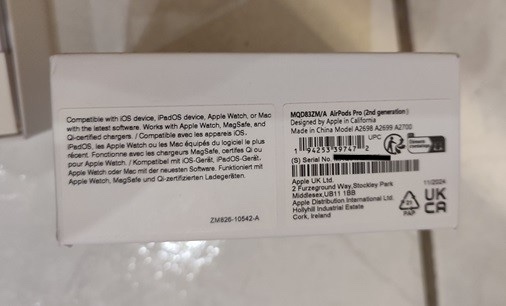 Compatible with iOS device, iPadOS device, Apple Watch, or Mac
with the latest software. Works with Apple Watch, MagSafe, and
Qi-certified chargers. / Compatible avec les appareils iOS,
iPadOS, les Apple Watch ou les Mac équipés du logiciel le plus
récent. Fonctionne avec les chargeurs MagSafe, certifiés Qi ou
pour Apple Watch. / Kompatibel mit iOS-Gerät, iPadOS-Gerät,
Apple Watch oder Mac mit der neuesten Software. Funktioniert mit
Apple Watch, MagSafe und Qi-zertifizierten Ladegeräten.
ZM826-10542-A
MQD83ZM/A AirPods Pro (2nd generation)
Designed by Apple in California
Made in China Model A2698 A2699 A2700
UPC
1 94253 39747 2
(S) Serial No.
Apple UK Ltd.
2 Furzeground Way, Stockley Park
Middlesex, UB11 1BB
Apple Distribution International Ltd.
Hollyhill Industrial Estate
Cork, Ireland
11/2024
UK
CA
21
PAP